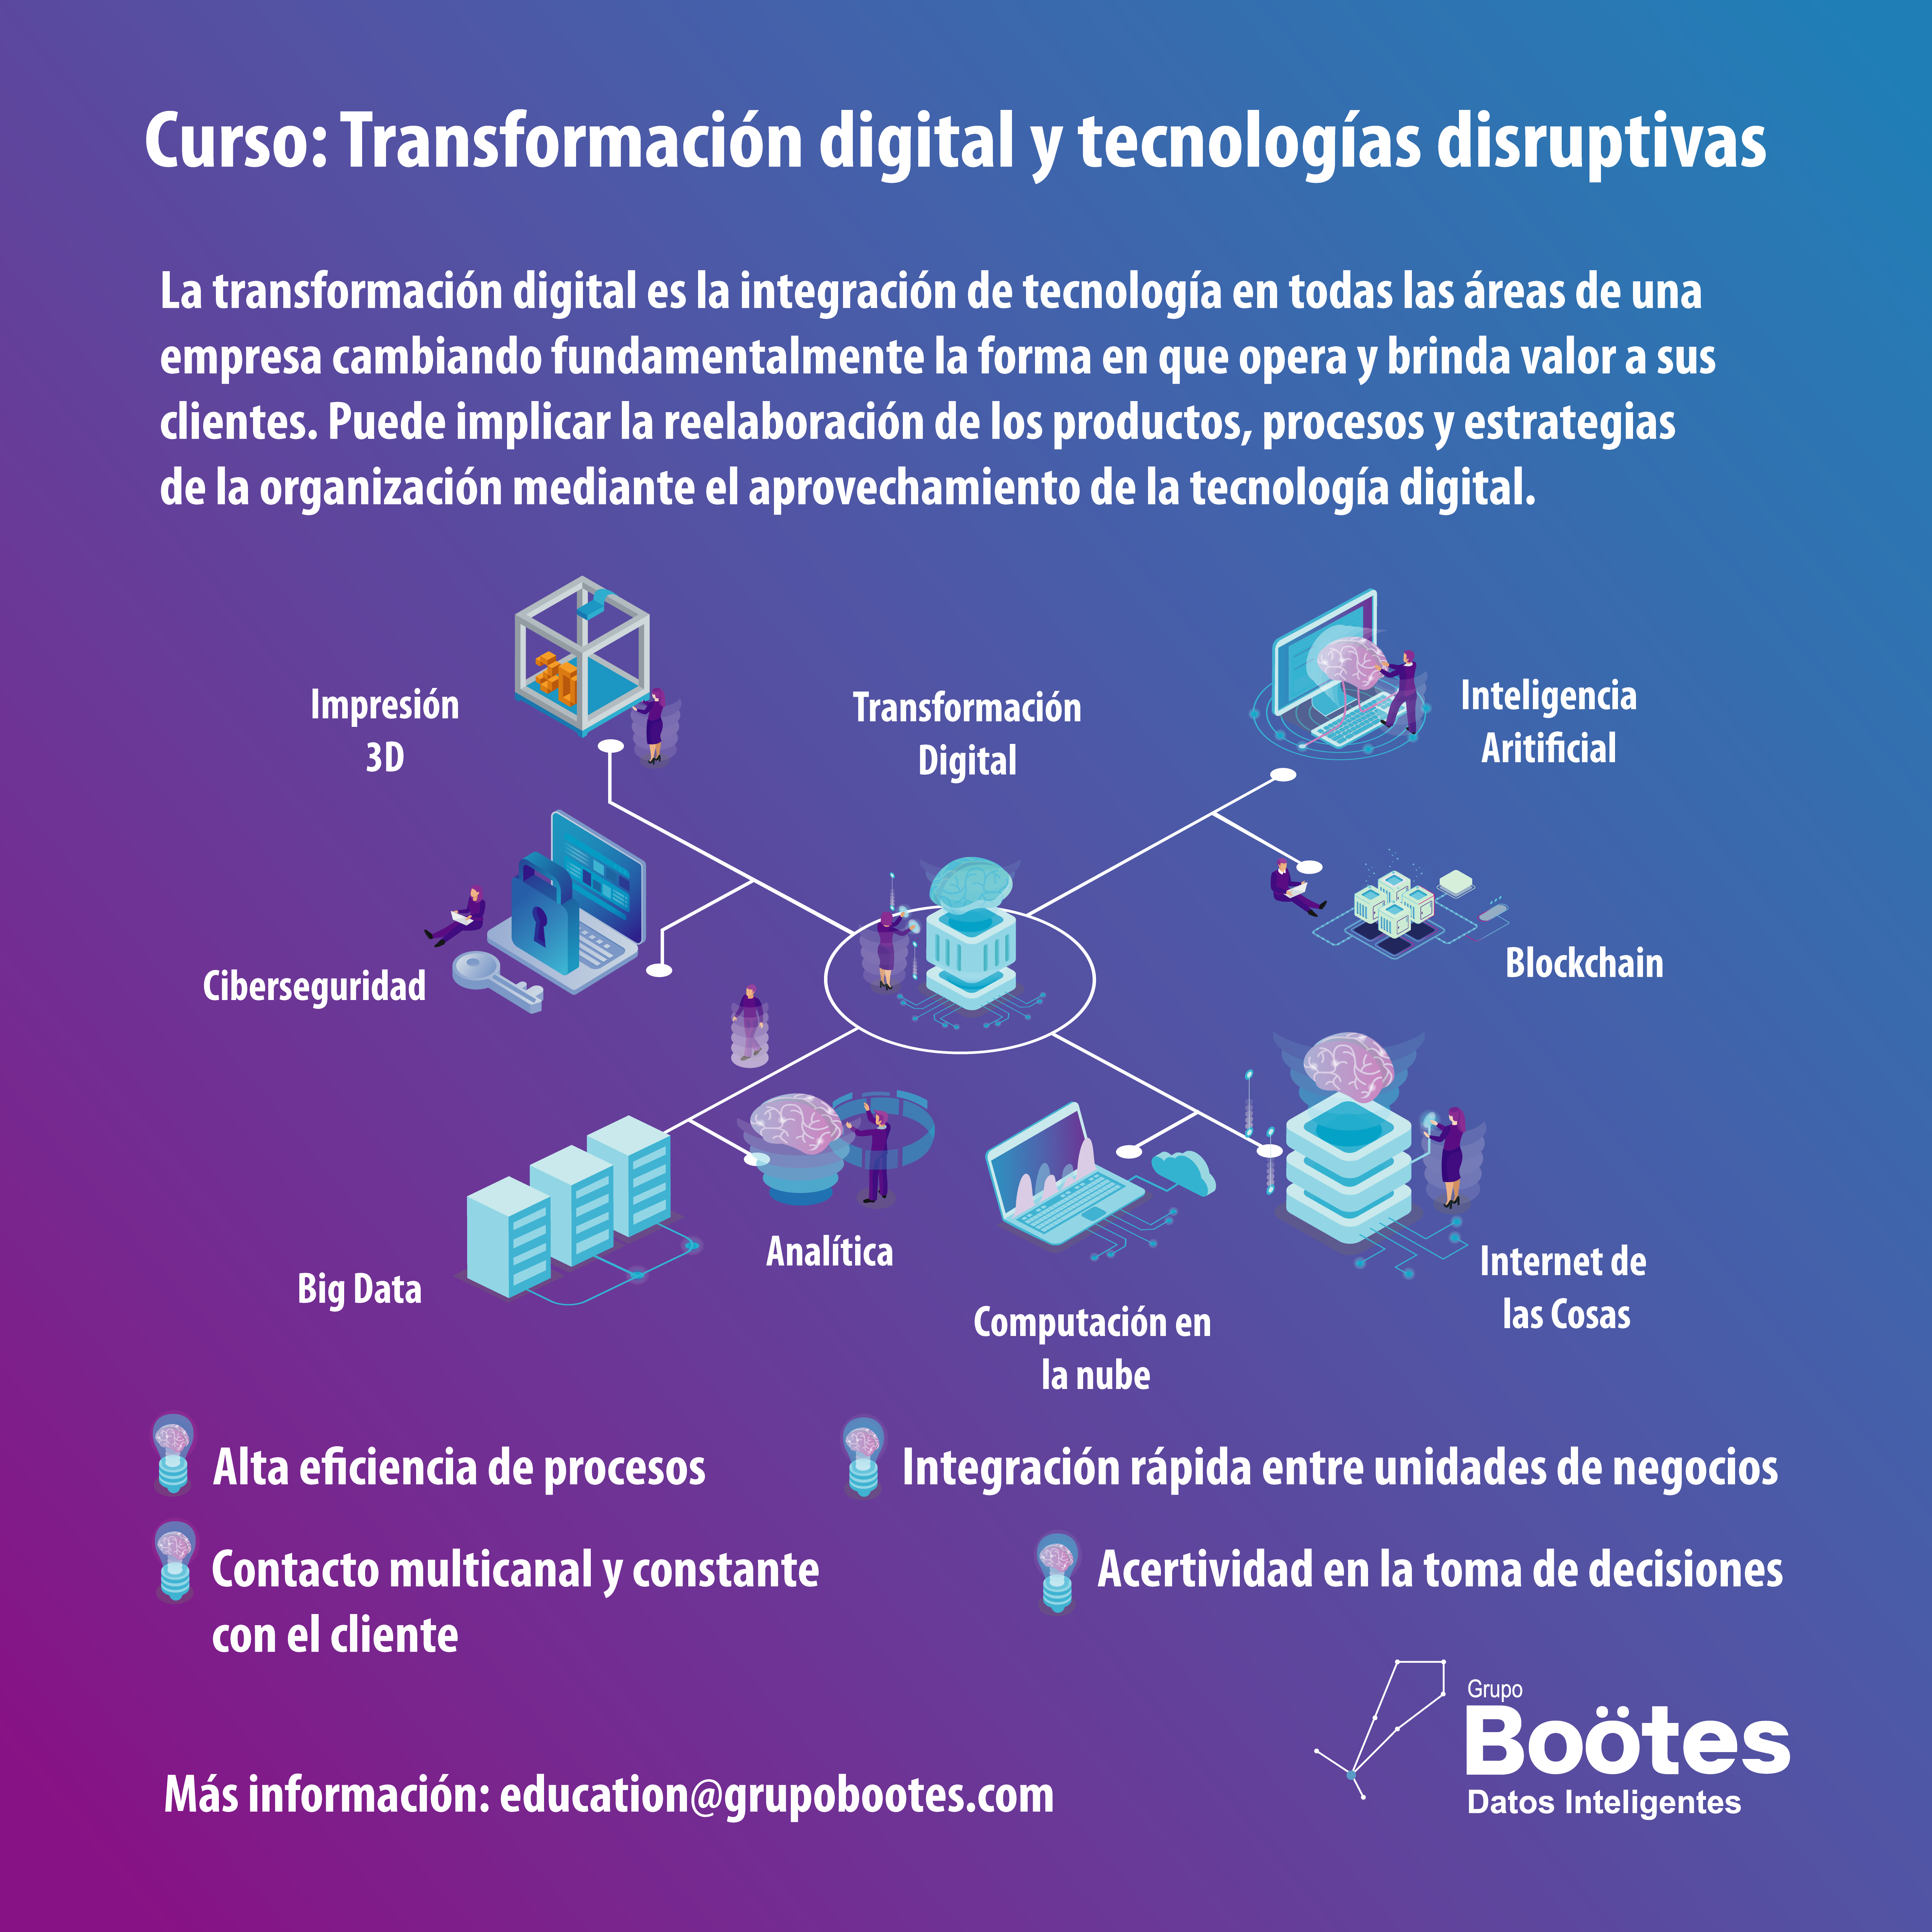 Curso: Transformación digital y tecnologías disruptivas
La transformación digital es la integración de tecnología en todas las áreas de una
empresa cambiando fundamentalmente la forma en que opera y brinda valor a sus
clientes. Puede implicar la reelaboración de los productos, procesos y estrategias
de la organización mediante el aprovechamiento de la tecnología digital.
3D
Impresión
3D
Transformación
Digital
Inteligencia
Aritificial
Ciberseguridad
Blockchain
Big Data
Analítica
Computación en
la nube
Internet de
las Cosas
Alta eficiencia de procesos
Integración rápida entre unidades de negocios
Contacto multicanal y constante
con el cliente
Acertividad en la toma de decisiones
Grupo
Boötes
Datos Inteligentes
Más información: education@grupobootes.com